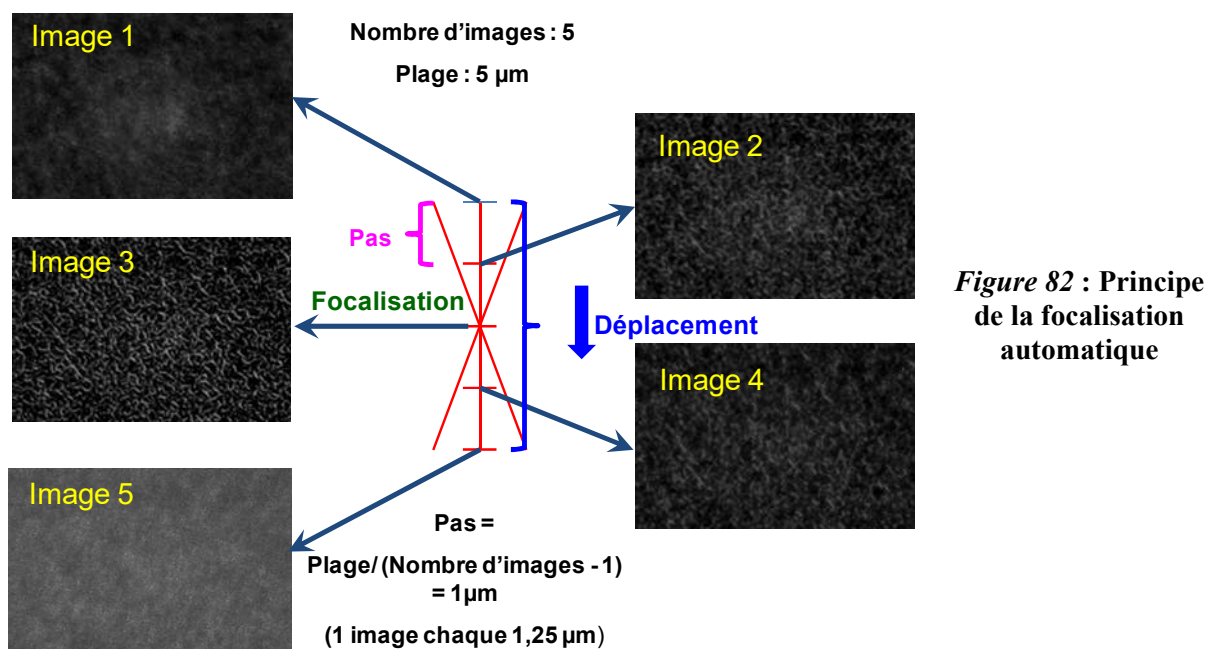 Image 1
Nombre d'images : 5
Plage : 5 µm
Image 2
Pas
Image 3
Focalisation
Déplacement
Figure 82 : Principe
de la focalisation
automatique
Image 4
Image 5
Pas =
Plage/ (Nombre d'images - 1)
= 1µm
(1 image chaque 1,25 µm)